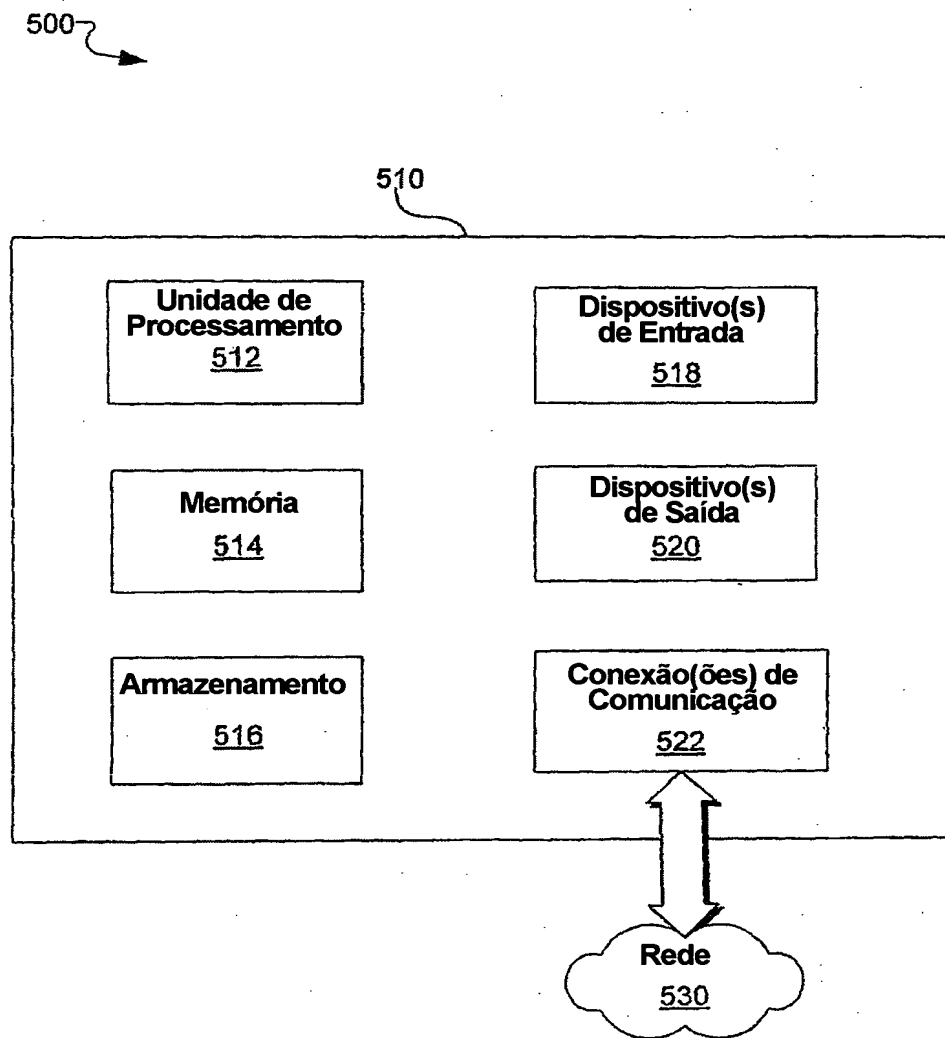 500
510
Unidade de
Processamento
512
Dispositivo(s)
de Entrada
518
Memória
514
Dispositivo(s)
de Saída
520
Armazenamento
516
Conexão(ões) de
Comunicação
522
Rede
530